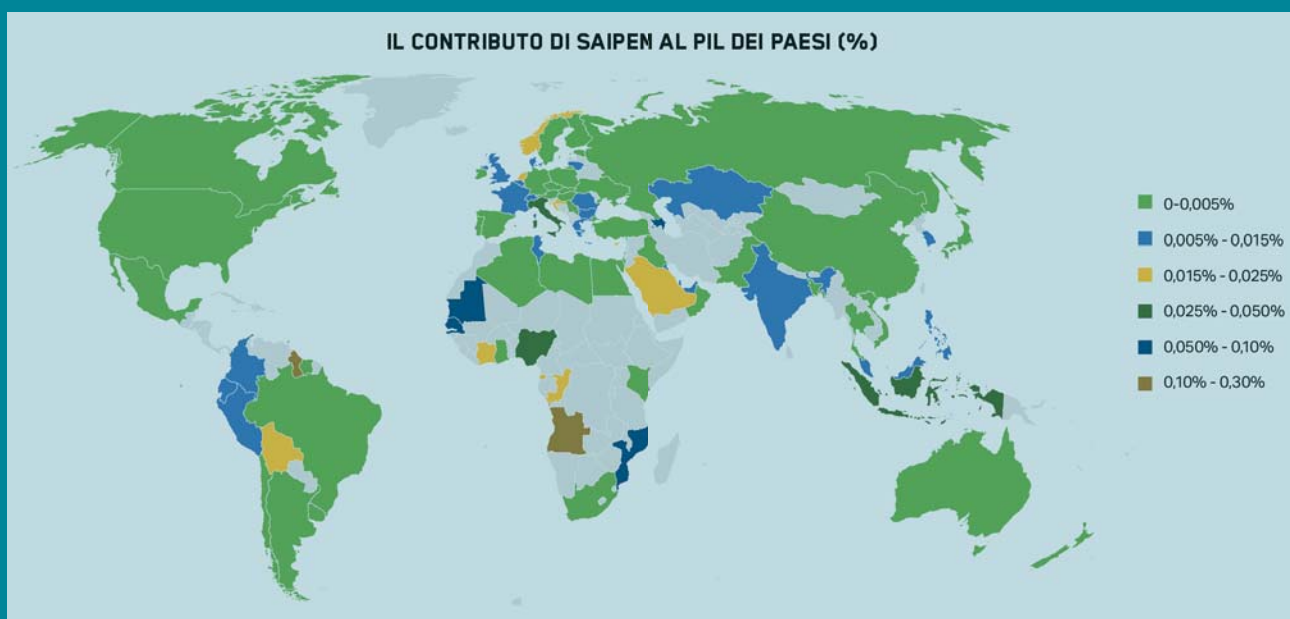 IL CONTRIBUTO DI SAIPEN AL PIL DEI PAESI (%)
0-0,005%
0,005% - 0,015%
0,015% - 0,025%
0,025% - 0,050%
0,050% - 0,10%
0,10% - 0,30%